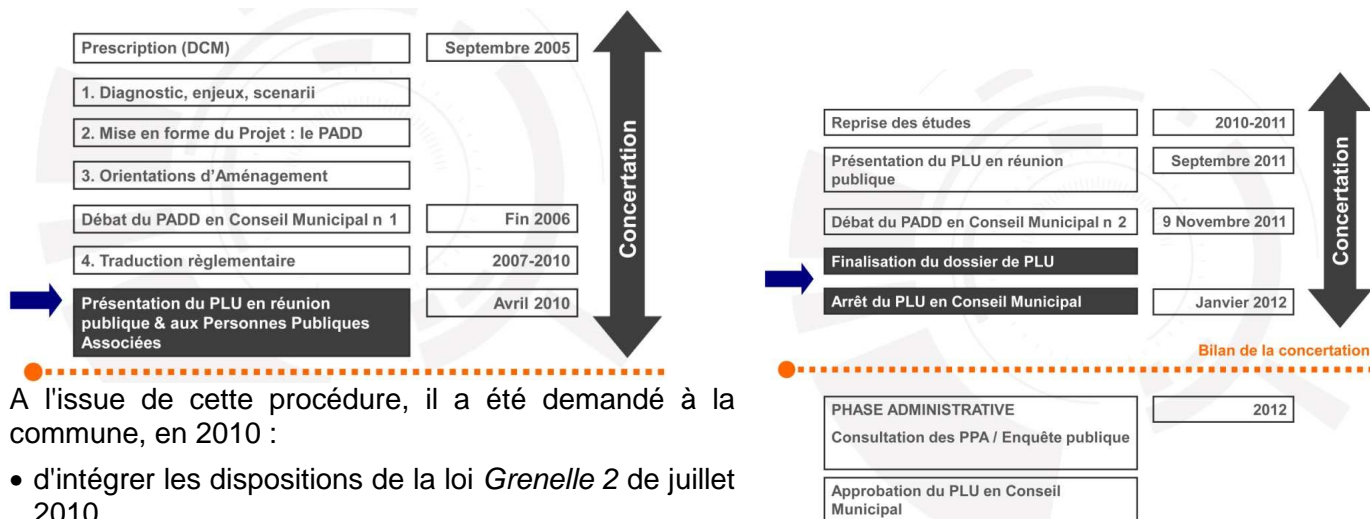 Prescription (DCM)
Septembre 2005
1. Diagnostic, enjeux, scenarii
2. Mise en forme du Projet : le PADD
3. Orientations d'Aménagement
Débat du PADD en Conseil Municipal n 1
Fin 2006
4. Traduction règlementaire
2007-2010
Présentation du PLU en réunion
publique & aux Personnes Publiques
Associées
Avril 2010
Concertation
A l'issue de cette procédure, il a été demandé à la
commune, en 2010 :
• d'intégrer les dispositions de la loi Grenelle 2 de juillet
2010
Reprise des études
2010-2011
Présentation du PLU en réunion
publique
Septembre 2011
Débat du PADD en Conseil Municipal n 2
9 Novembre 2011
Finalisation du dossier de PLU
Arrêt du PLU en Conseil Municipal
Janvier 2012
Concertation
Bilan de la concertation
PHASE ADMINISTRATIVE
2012
Consultation des PPA / Enquête publique
Approbation du PLU en Conseil
Municipal